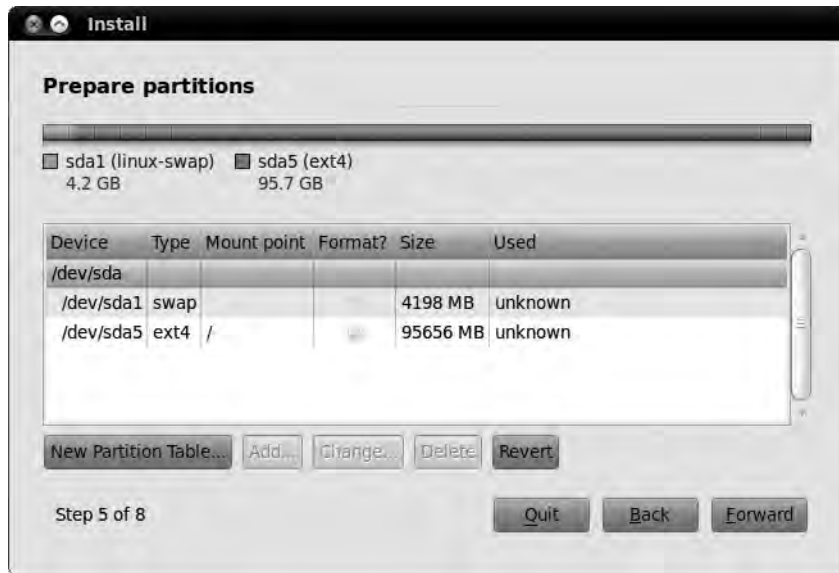 Install
Prepare partitions
sda1 (linux-swap) sda5 (ext4)
4.2 GB 95.7 GB
Device Type Mount point Format? Size Used
/dev/sda
/dev/sda1 swap 4198 MB unknown
/dev/sda5 ext4 / 95656 MB unknown
New Partition Table... Add... Change... Delete Revert
Step 5 of 8 Quit Back Forward